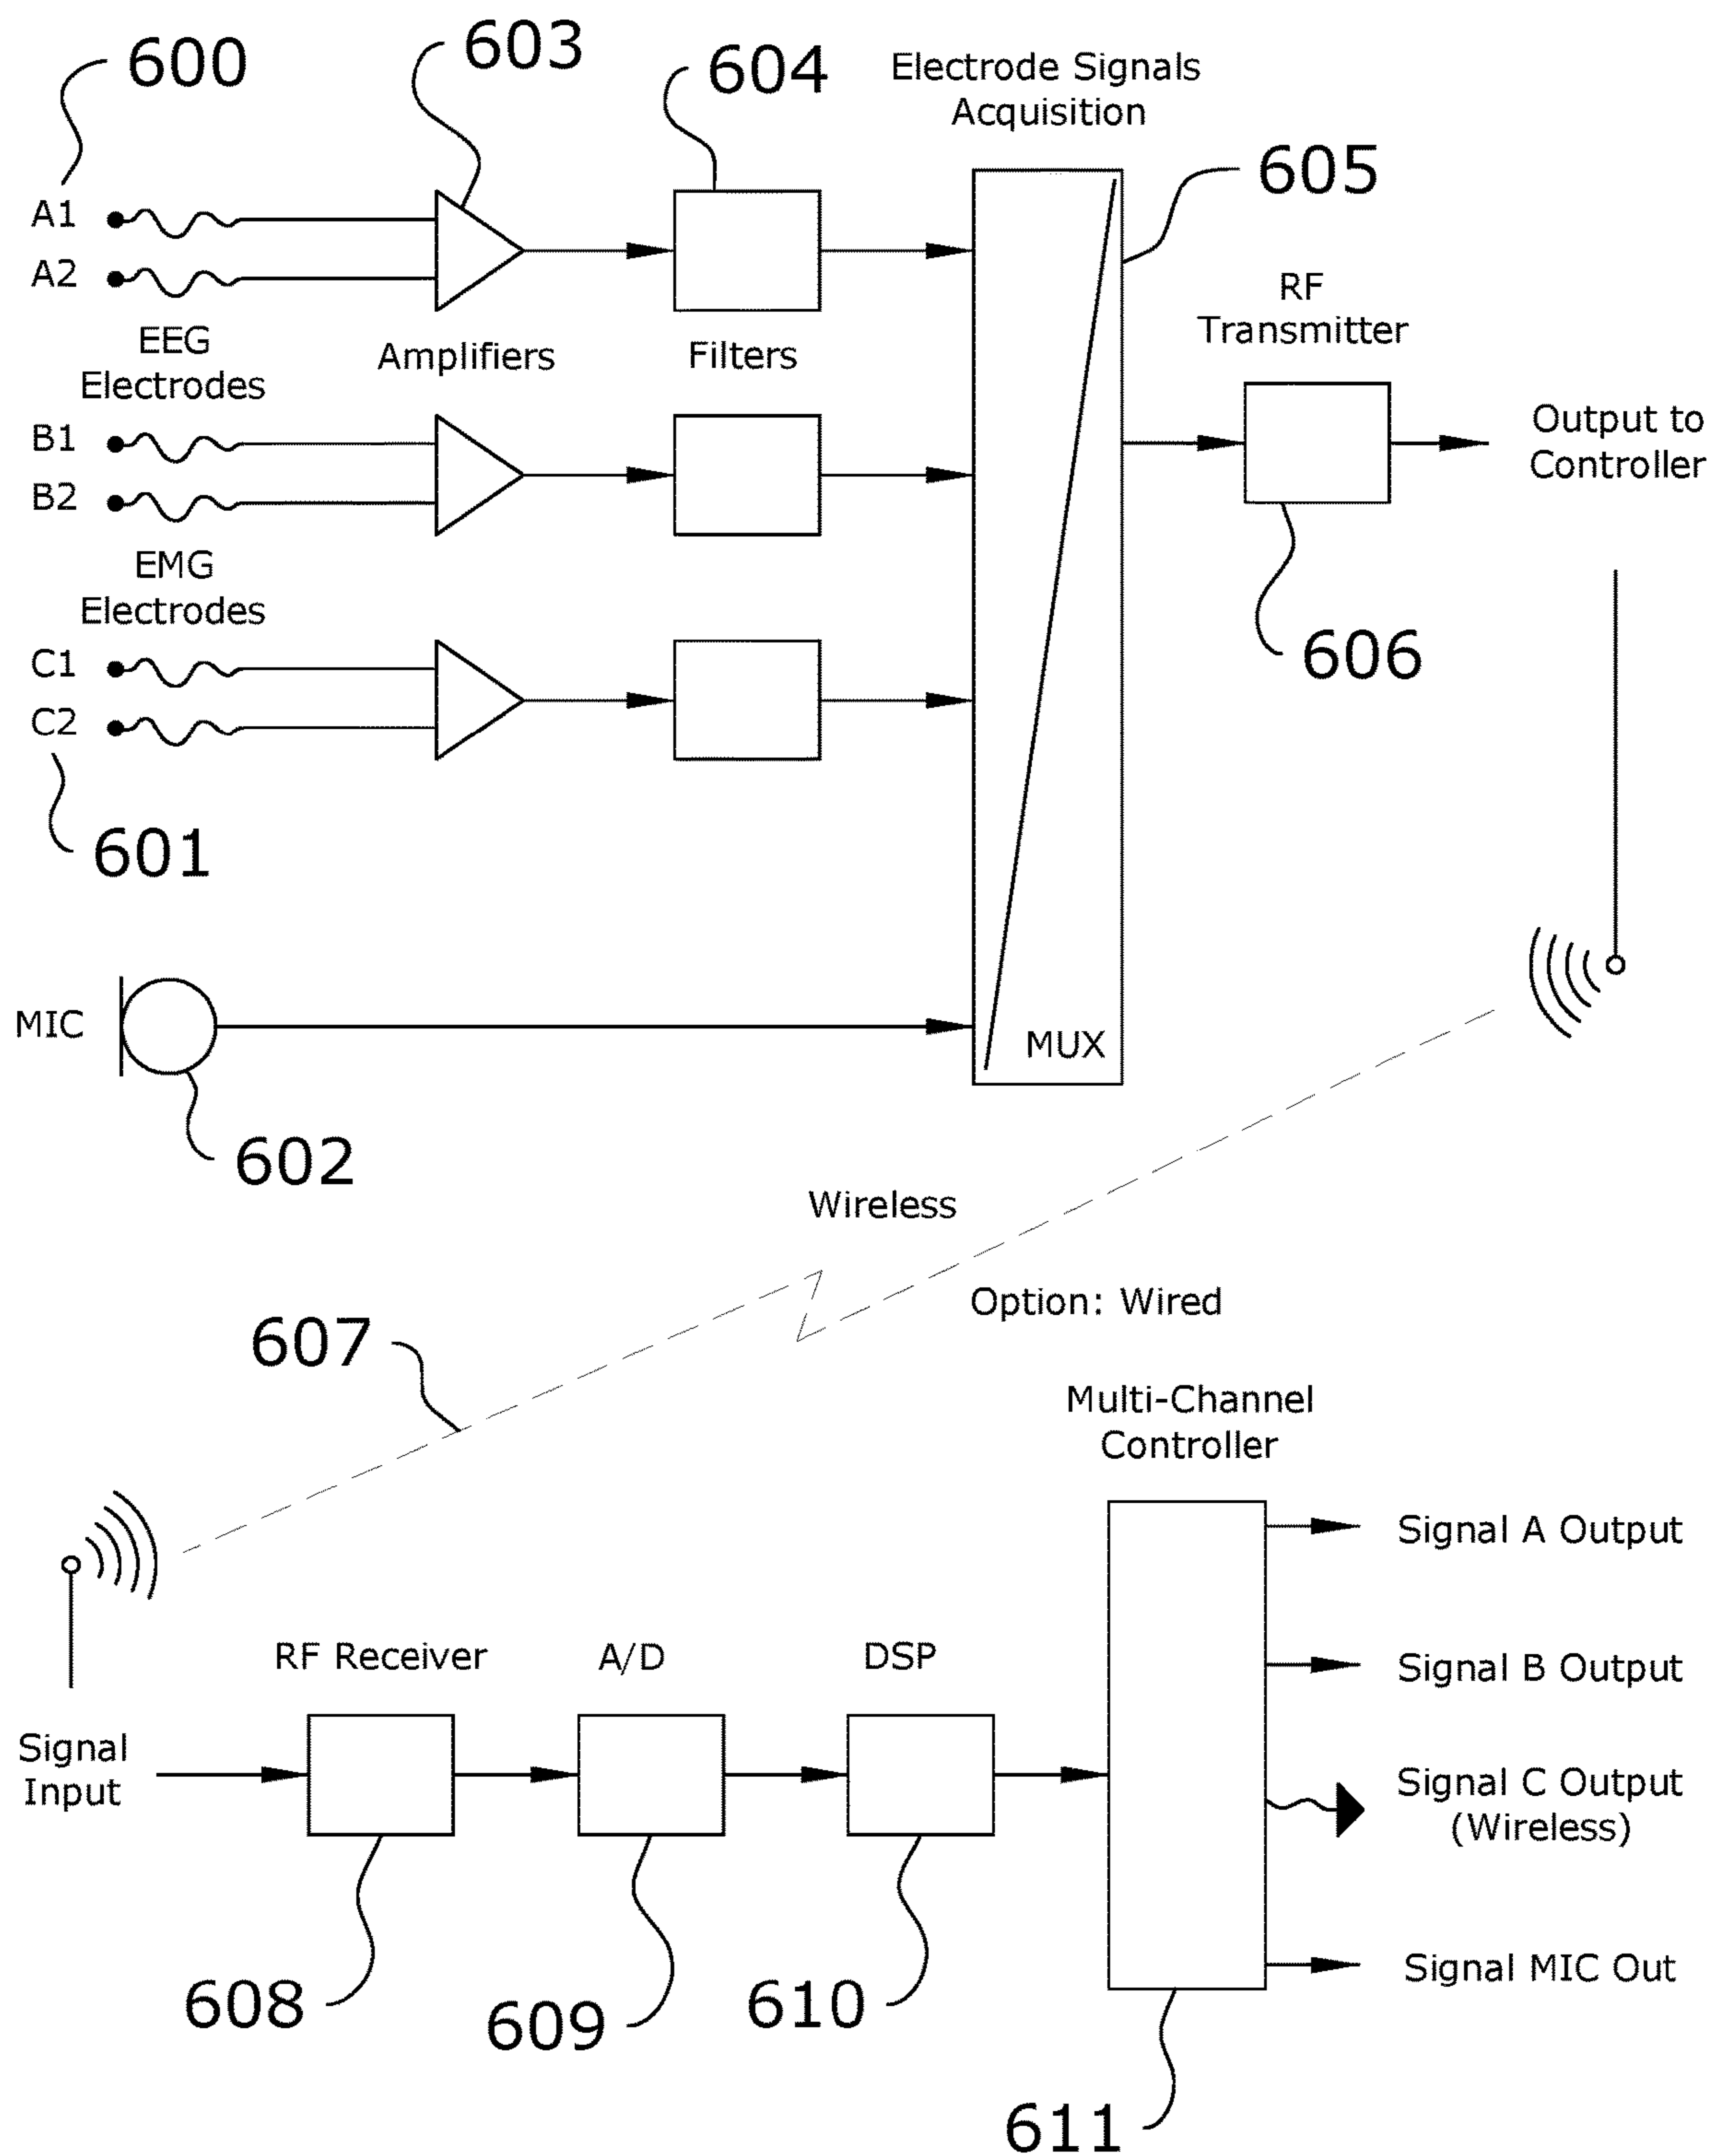 600
603
604
Electrode Signals
Acquisition
605
A1
A2
EEG
Electrodes
Amplifiers
Filters
RF
Transmitter
B1
B2
Output to
Controller
EMG
Electrodes
606
C1
C2
601
MIC
MUX
602
Wireless
Option: Wired
607
Multi-Channel
Controller
Signal A Output
RF Receiver
A/D
DSP
Signal B Output
Signal
Input
Signal C Output
(Wireless)
608
609
610
Signal MIC Out
611